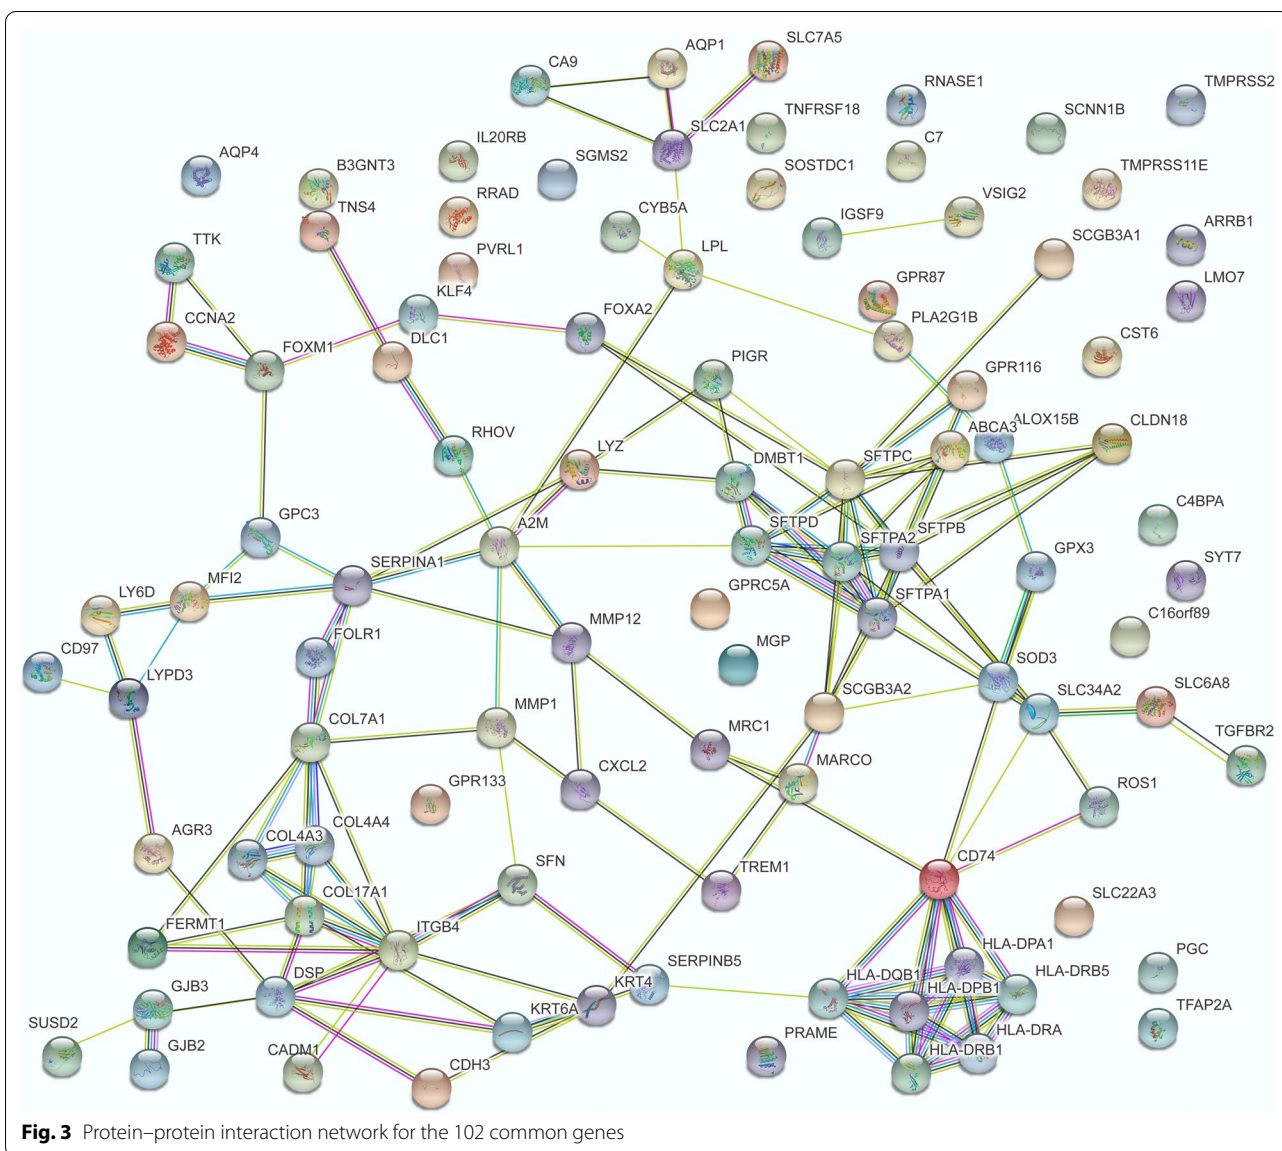 SLC7A5
AQP1
CA9
RNASE1
TMPRSS2
TNFRSF18
SCNN1B
SLC2A1
IL20RB
C7
AQP4
B3GNT3
SGMS2
SOSTDC1
TMPRSS11E
RRAD
VSIG2
TNS4
CYB5A
IGSF9
ARRB1
SCGB3A1
TTK
PVRL1
LPL
GPR87
LMO7
KLF4
FOXA2
CCNA2
PLA2G1B
DLC1
CST6
FOXM1
PIGR
GPR116
ALOX15B
CLDN18
ABCA3
RHOV
LYZ
SFTPC
DMBT1
C4BPA
GPC3
A2M
SFTPD
SFTPB
SFTPA2
GPX3
SYT7
SERPINA1
MFI2
GPRC5A
LY6D
SFTPA1
C16orf89
MMP12
FOLR1
MGP
CD97
LYPD3
SOD3
SCGB3A2
SLC34A2
SLC6A8
COL7A1
MMP1
MRC1
TGFBR2
MARCO
CXCL2
GPR133
ROS1
COL4A4
AGR3
COL4A3
SFN
TREM1
CD74
COL17A1
SLC22A3
FERMT1
ITGB4
HLA-DPA1
PGC
SERPINB5
HLA-DRB5
DSP
HLA-DQB1
KRT4
GJB3
HLA-DPB1
TFAP2A
KRT6A
SUSD2
HLA-DRA
PRAME
GJB2
CADM1
HLA-DRB1
CDH3
Fig. 3 Protein–protein interaction network for the 102 common genes